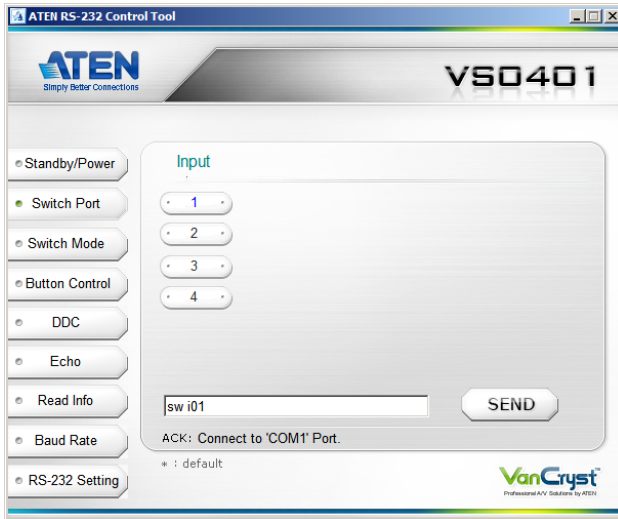 ATEN RS-232 Control Tool
ATEN
Simply Better Connections
VS0401
Standby/Power
Switch Port
Switch Mode
Button Control
DDC
Echo
Read Info
Baud Rate
RS-232 Setting
Input
1
2
3
4
sw i01
SEND
ACK: Connect to 'COM1' Port.
* : default
VanCryst™
Professional A/V Solutions by ATEN